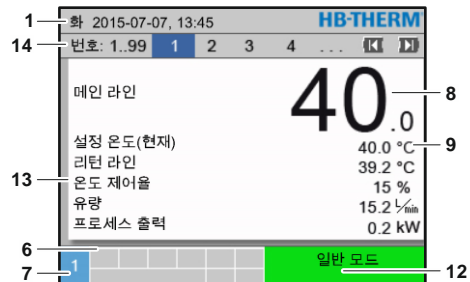 1 화 2015-07-07, 13:45 HB-THERM
14 번호: 1..99 1 2 3 4 ...
메인 라인 40.0 8
설정 온도(현재) 40.0 °C 9
리턴 라인 39.2 °C
13 온도 제어율 15 %
유량 15.2 L/min
프로세스 출력 0.2 kW
6
7 1 일반 모드 12